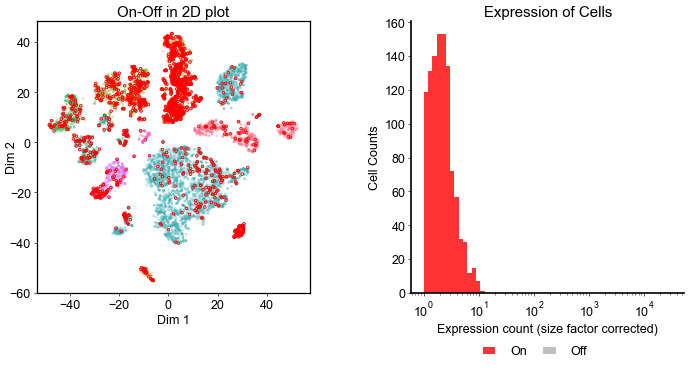 On-Off in 2D plot
Dim 2
40
20
0
−20
−40
−60
−40 −20 0 20 40
Dim 1
Expression of Cells
Cell Counts
160
140
120
100
80
60
40
20
0
10^0 10^1 10^2 10^3 10^4
Expression count (size factor corrected)
On Off